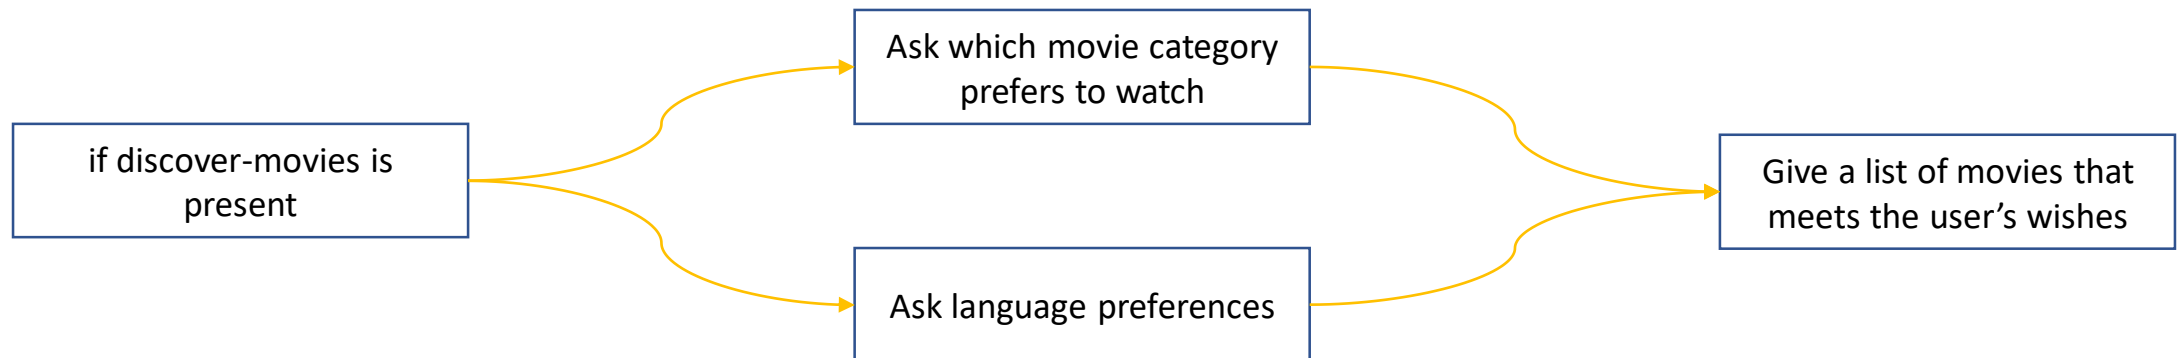 if discover-movies is
present
Ask which movie category
prefers to watch
Ask language preferences
Give a list of movies that
meets the user’s wishes